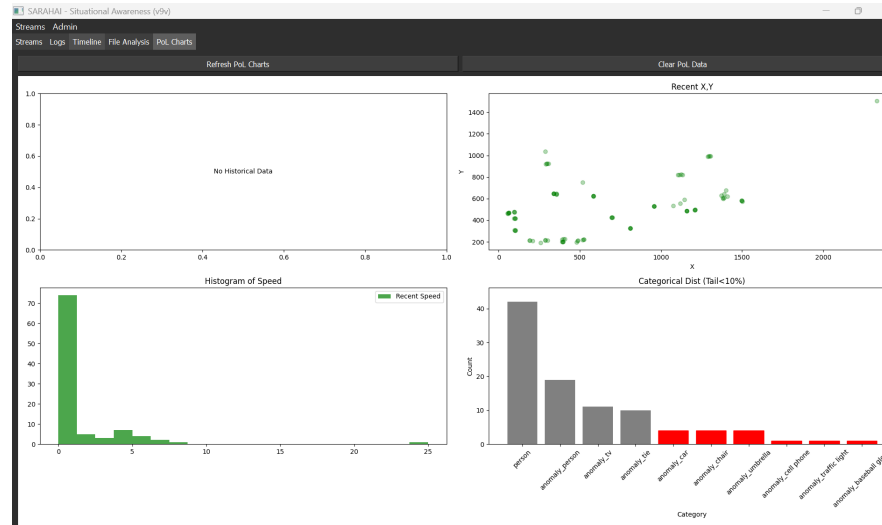 SARAHAI - Situational Awareness (v9v)
Streams Admin
Streams Logs Timeline File Analysis PoL Charts
Refresh PoL Charts Clear PoL Data
1.0
0.8
0.6
0.4
0.2
0.0
No Historical Data
0.0 0.2 0.4 0.6 0.8 1.0
Recent X,Y
1400
1200
1000
800
600
400
200
Y
0 500 1000 1500 2000
X
Histogram of Speed
Recent Speed
70
60
50
40
30
20
10
0
0 5 10 15 20 25
Categorical Dist (Tail<10%)
40
30
20
10
0
Count
person anomaly_person anomaly_tv anomaly_tie anomaly_car anomaly_chair anomaly_umbrella anomaly_cell phone anomaly_traffic light anomaly_baseball
Category